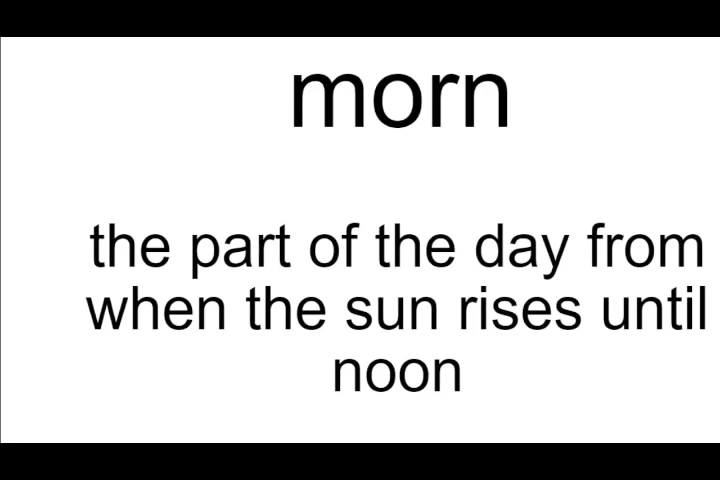 morn
the part of the day from
when the sun rises until
noon